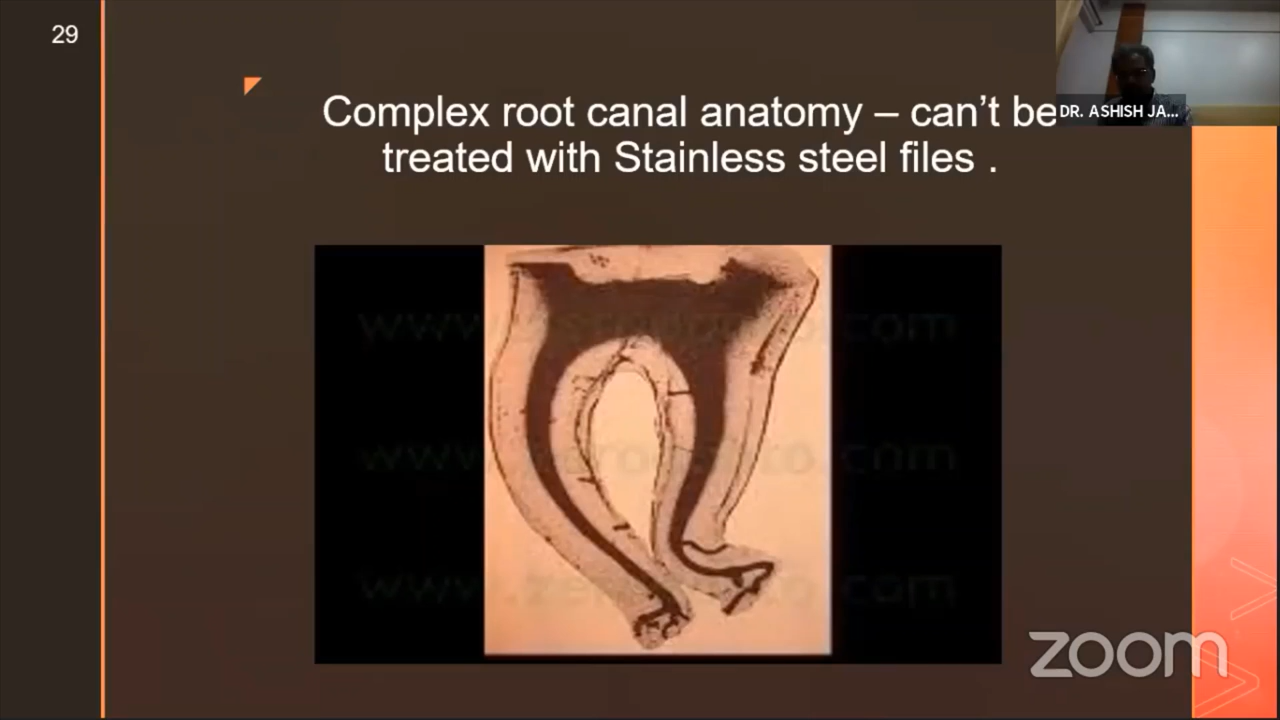 29
Complex root canal anatomy – can’t be
treated with Stainless steel files .
DR. ASHISH JA...
zoom